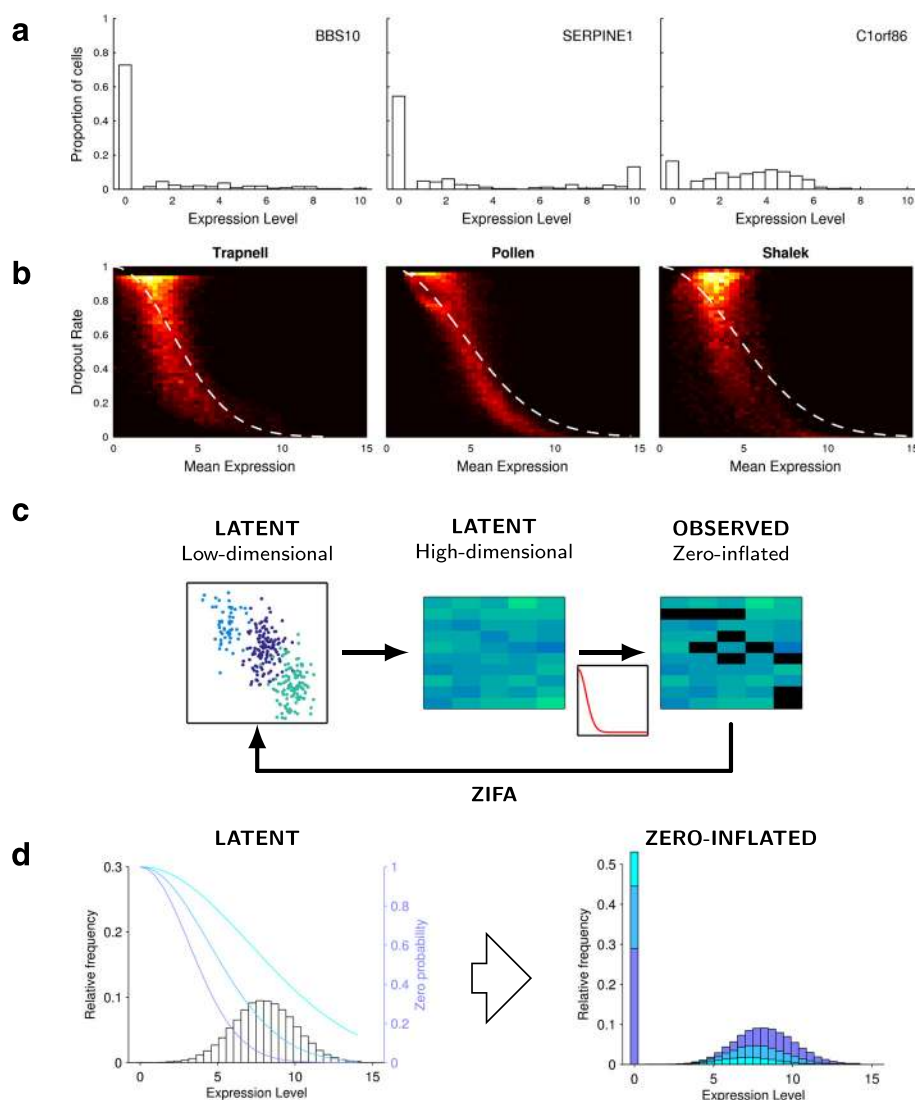 a
BBS10
SERPINE1
C1orf86
Proportion of cells
1
0.8
0.6
0.4
0.2
0
0 2 4 6 8 10
0 2 4 6 8 10
0 2 4 6 8 10
Expression Level
Expression Level
Expression Level
b
Trapnell
Pollen
Shalek
Dropout Rate
1
0.8
0.6
0.4
0.2
0
0 5 10 15
0 5 10 15
0 5 10 15
Mean Expression
Mean Expression
Mean Expression
c
LATENT
Low-dimensional
LATENT
High-dimensional
OBSERVED
Zero-inflated
ZIFA
d
LATENT
Relative frequency
0.3
0.2
0.1
0
0 5 10 15
Expression Level
1
0.8
0.6
0.4
0.2
0
Zero probability
ZERO-INFLATED
Relative frequency
0.5
0.4
0.3
0.2
0.1
0
0 5 10 15
Expression Level